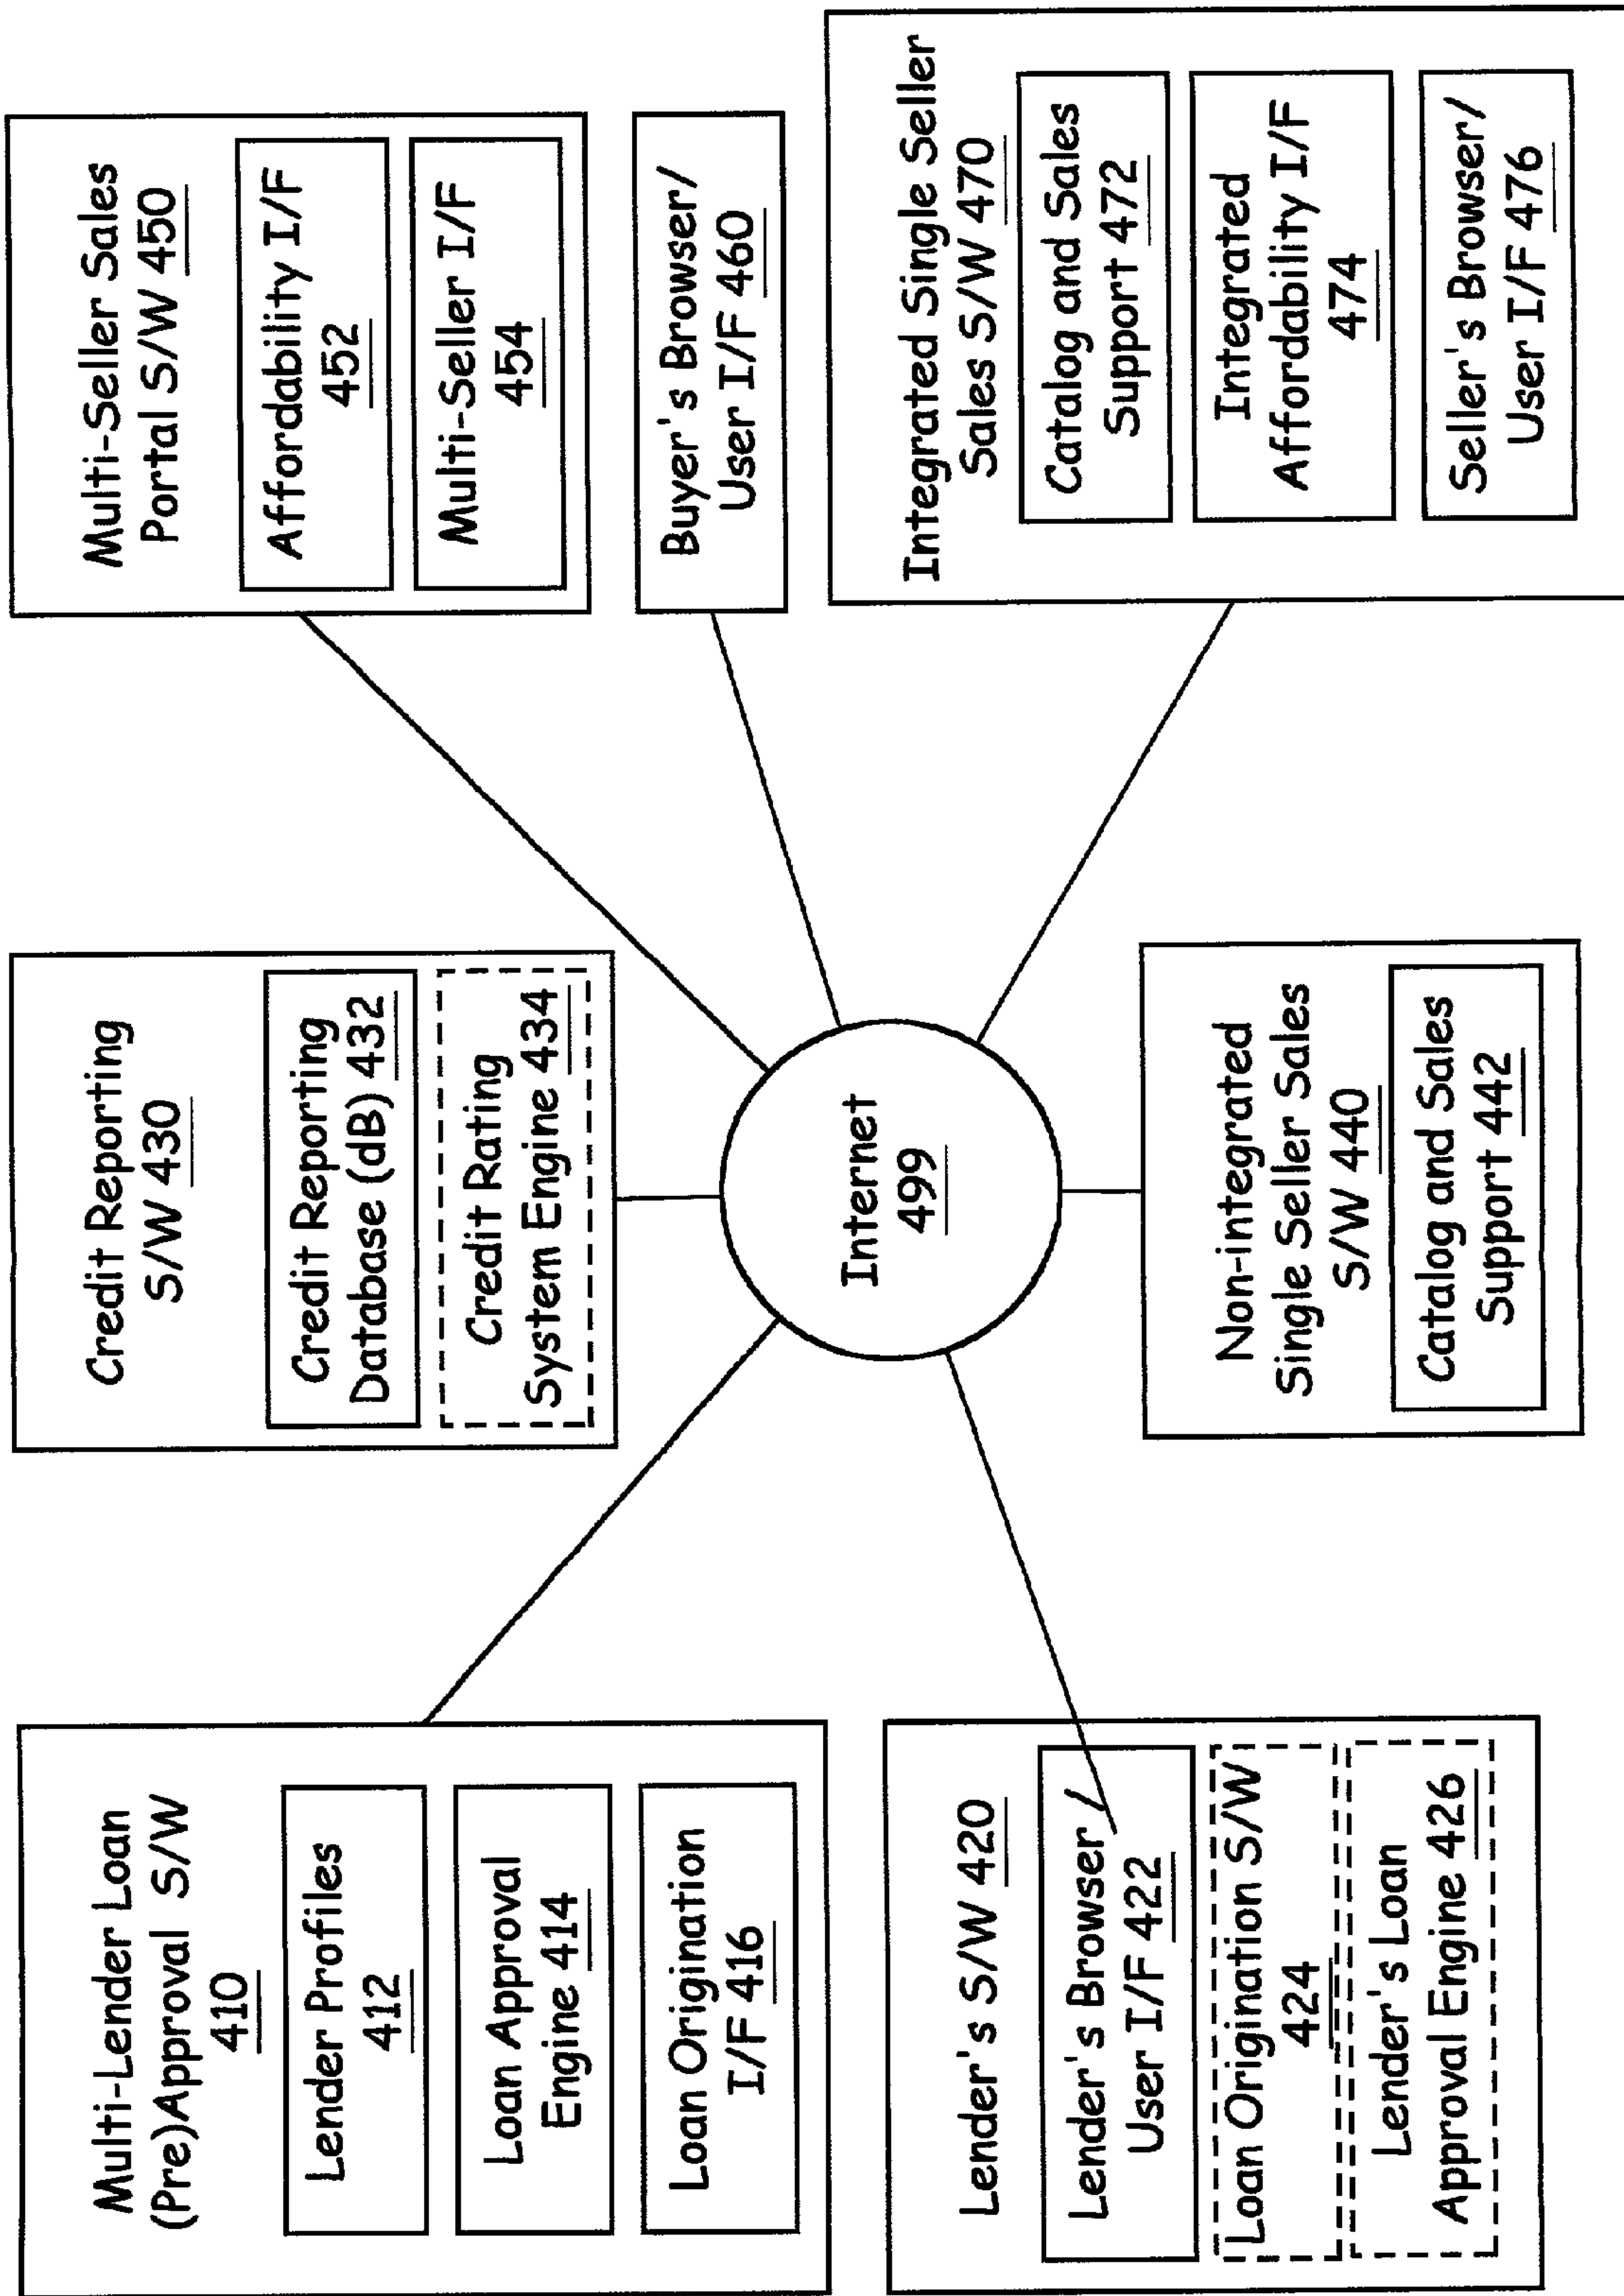 Multi-Lender Loan
(Pre)Approval S/W
410
Lender Profiles
412
Loan Approval
Engine 414
Loan Origination
I/F 416
Credit Reporting
S/W 430
Credit Reporting
Database (dB) 432
Credit Rating
System Engine 434
Multi-Seller Sales
Portal S/W 450
Affordability I/F
452
Multi-Seller I/F
454
Buyer's Browser/
User I/F 460
Internet
499
Lender's S/W 420
Lender's Browser /
User I/F 422
Loan Origination S/W
424
Lender's Loan
Approval Engine 426
Non-integrated
Single Seller Sales
S/W 440
Catalog and Sales
Support 442
Integrated Single Seller
Sales S/W 470
Catalog and Sales
Support 472
Integrated
Affordability I/F
474
Seller's Browser/
User I/F 476